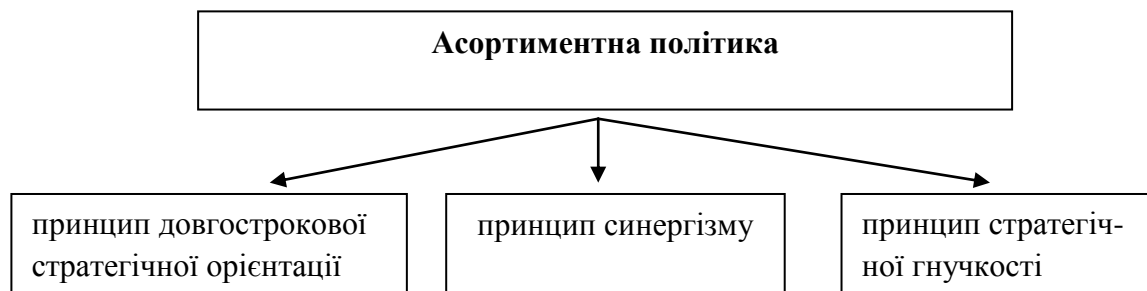 Асортиментна політика
принцип довгострокової
стратегічної орієнтації
принцип синергізму
принцип стратегіч-
ної гнучкості